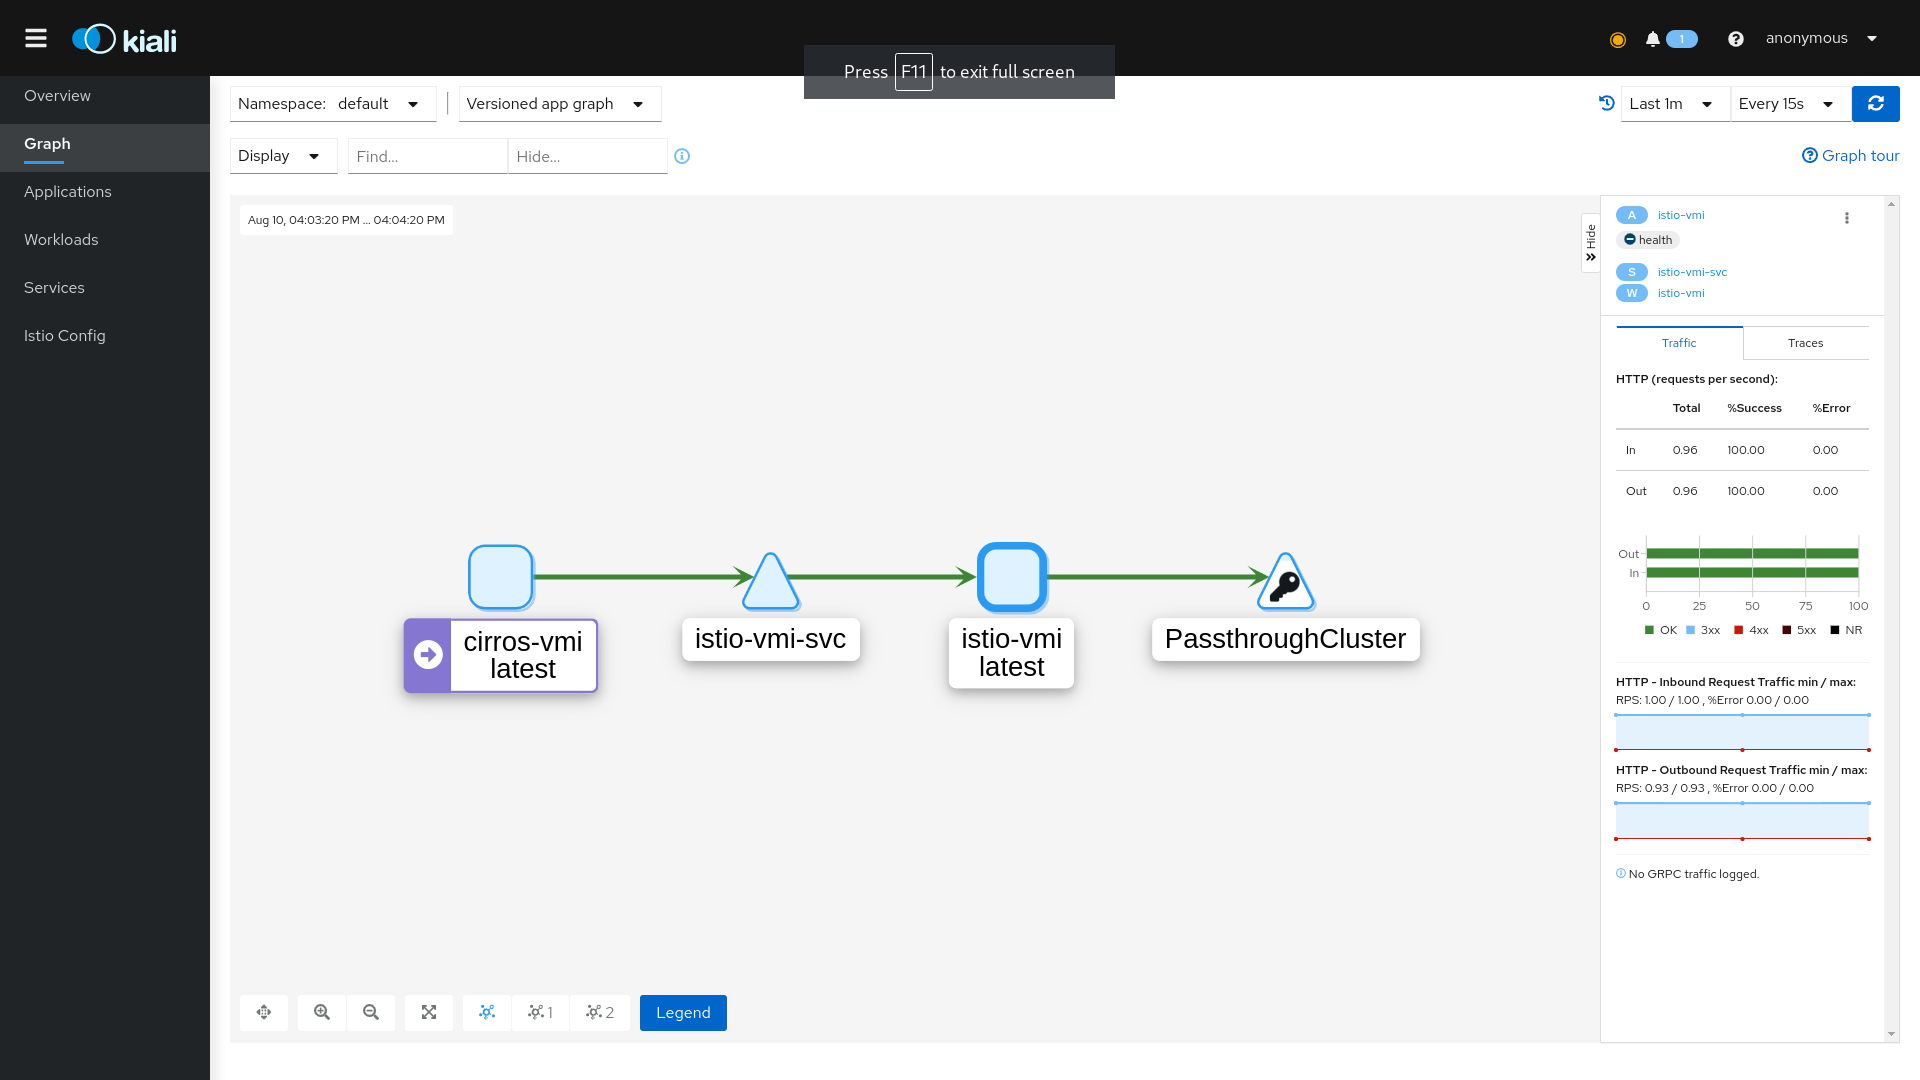 kiali
1
anonymous
Press F11 to exit full screen
Overview
Graph
Applications
Workloads
Services
Istio Config
Namespace: default
Versioned app graph
Last 1m
Every 15s
Display
Find...
Hide...
Graph tour
Aug 10, 04:03:20 PM ... 04:04:20 PM
Hide
cirros-vmi
latest
istio-vmi-svc
istio-vmi
latest
PassthroughCluster
1
2
Legend
A istio-vmi
health
S istio-vmi-svc
W istio-vmi
Traffic Traces
HTTP (requests per second):
Total %Success %Error
In 0.96 100.00 0.00
Out 0.96 100.00 0.00
Out
In
0 25 50 75 100
OK 3xx 4xx 5xx NR
HTTP - Inbound Request Traffic min / max:
RPS: 1.00 / 1.00 , %Error 0.00 / 0.00
HTTP - Outbound Request Traffic min / max:
RPS: 0.93 / 0.93 , %Error 0.00 / 0.00
No GRPC traffic logged.